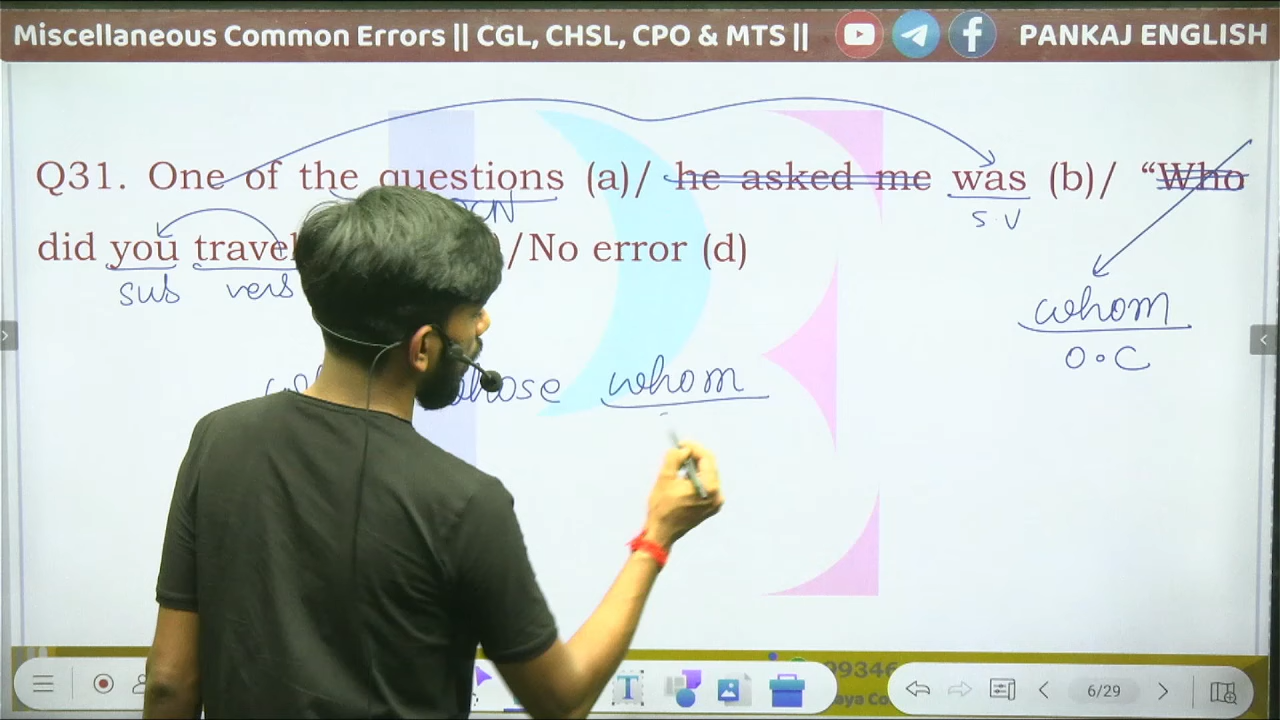 Miscellaneous Common Errors || CGL, CHSL, CPO & MTS || PANKAJ ENGLISH
Q31. One of the questions (a)/ he asked me was (b)/ “Who
S.V
did you travel /No error (d)
sub verb
whom
O.C
whose whom
99346
6/29